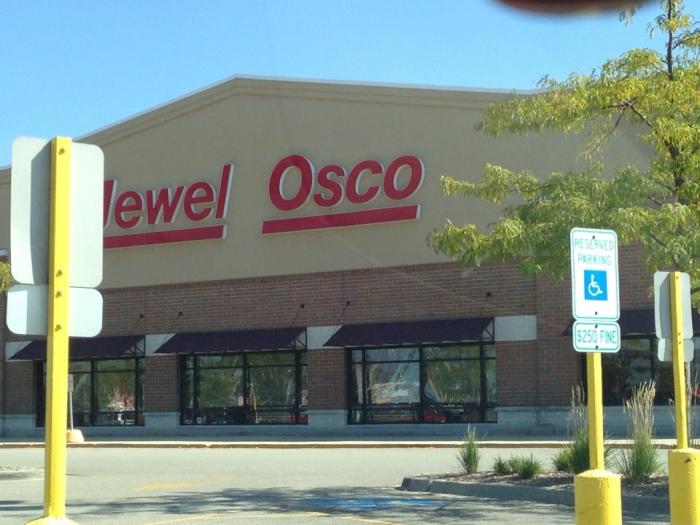 Jewel Osco
RESERVED
PARKING
$250 FINE